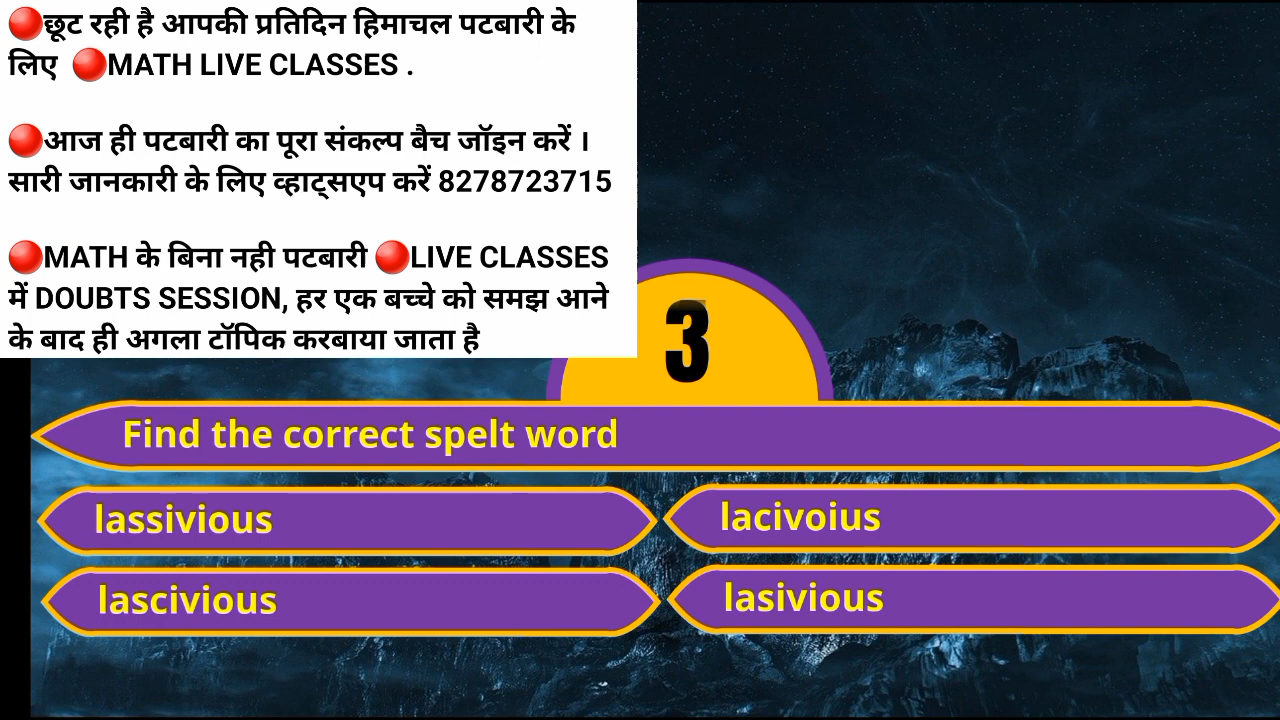 🔴छूट रही है आपकी प्रतिदिन हिमाचल पटबारी के
लिए 🔴MATH LIVE CLASSES .
🔴आज ही पटबारी का पूरा संकल्प बैच जॉइन करें ।
सारी जानकारी के लिए व्हाट्सएप करें 8278723715
🔴MATH के बिना नही पटबारी 🔴LIVE CLASSES
में DOUBTS SESSION, हर एक बच्चे को समझ आने
के बाद ही अगला टॉपिक करबाया जाता है
3
Find the correct spelt word
lassivious
lacivoius
lascivious
lasivious